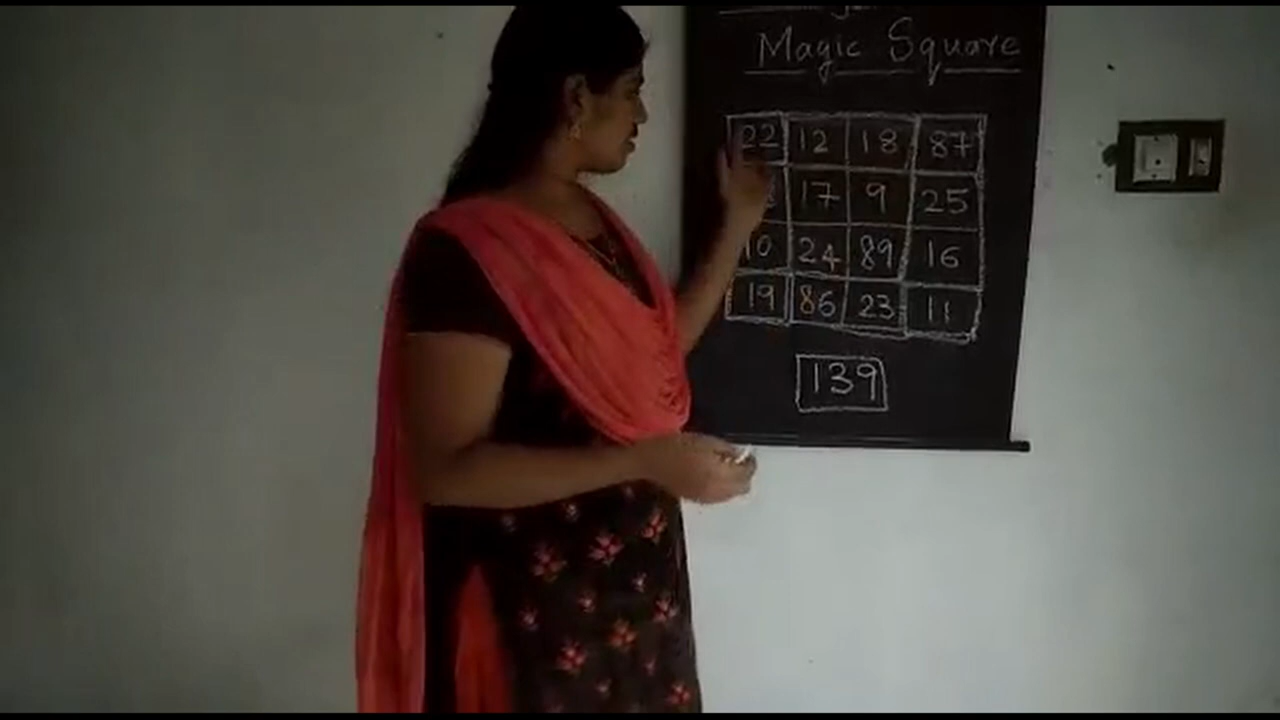 Magic Square
22 12 18 87
17 9 25
10 24 89 16
19 86 23 11
139